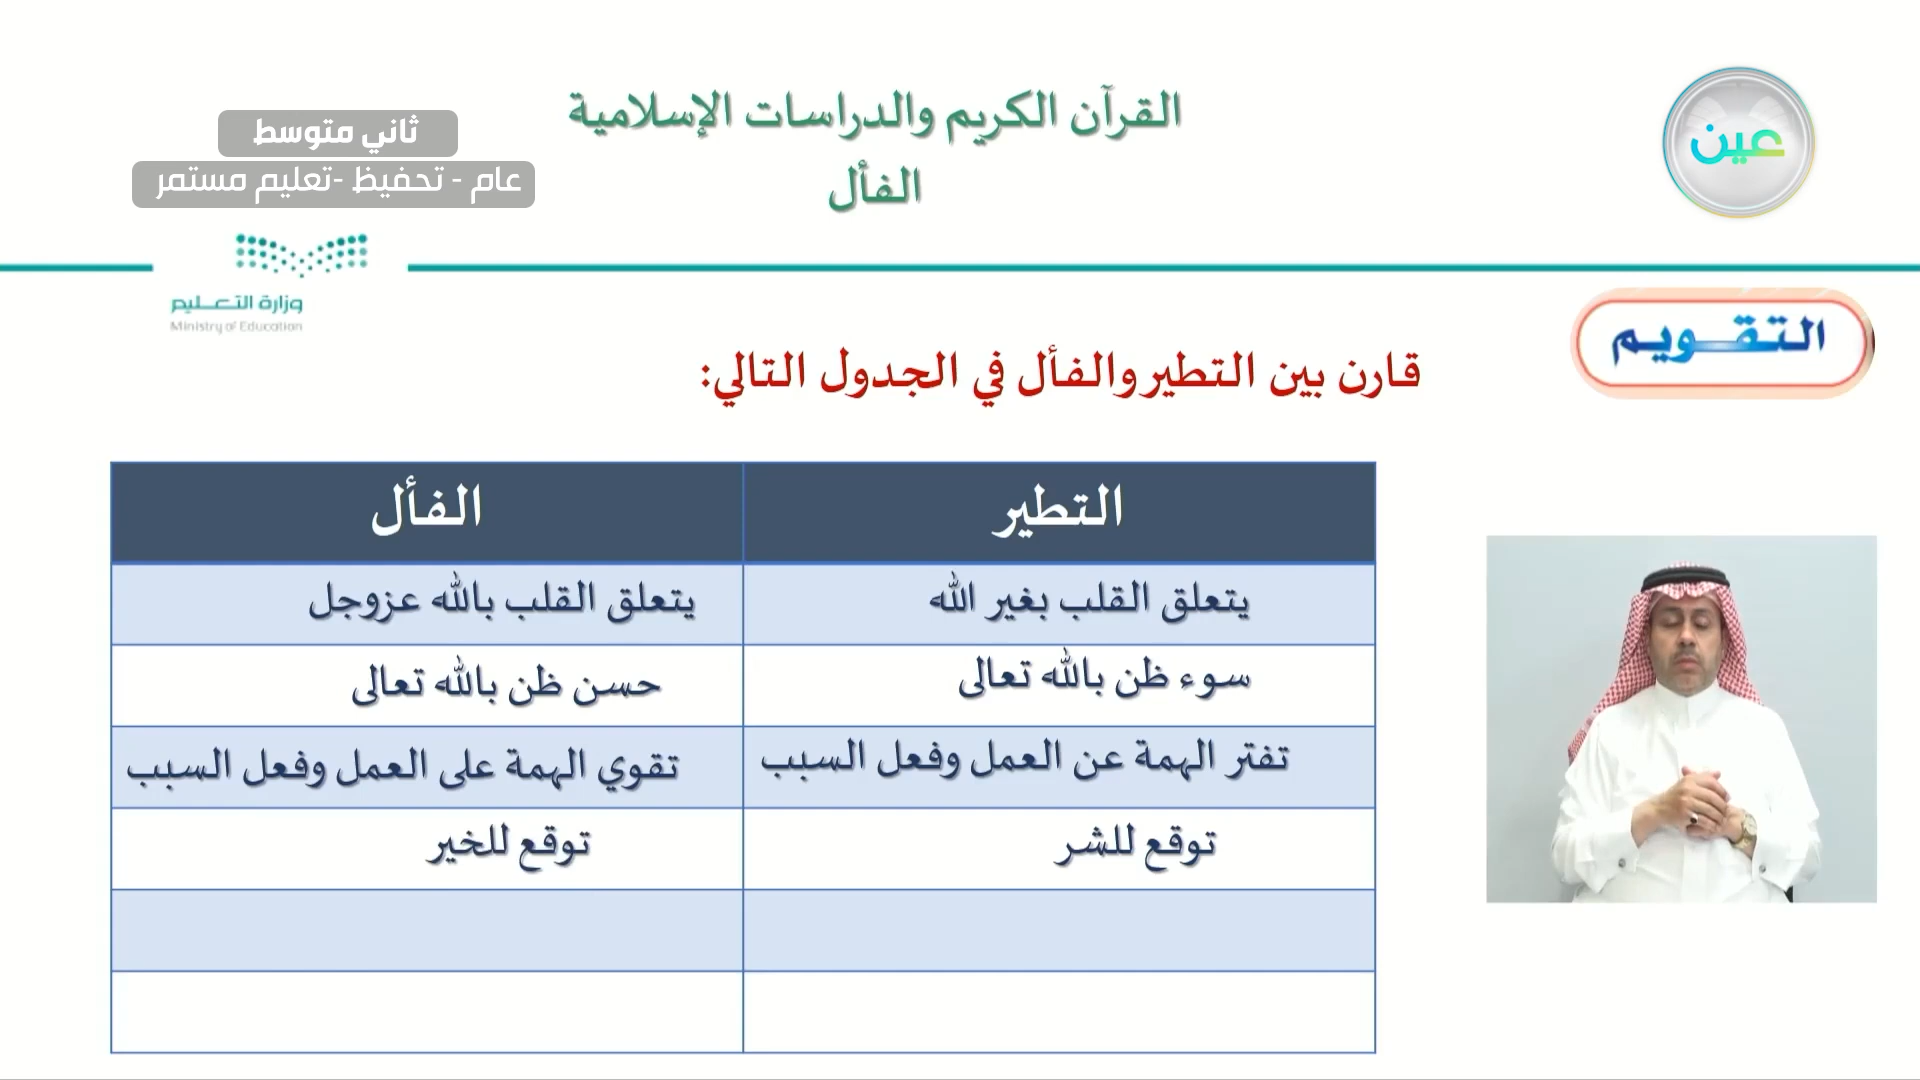 القرآن الكريم والدراسات الإسلامية
الفأل
عين
ثاني متوسط
عام - تحفيظ -تعليم مستمر
وزارة التعليم
Ministry of Education
التقويم
قارن بين التطير والفأل في الجدول التالي:
التطير الفأل
يتعلق القلب بغير الله يتعلق القلب بالله عزوجل
سوء ظن بالله تعالى حسن ظن بالله تعالى
تفتر الهمة عن العمل وفعل السبب تقوي الهمة على العمل وفعل السبب
توقع للشر توقع للخير